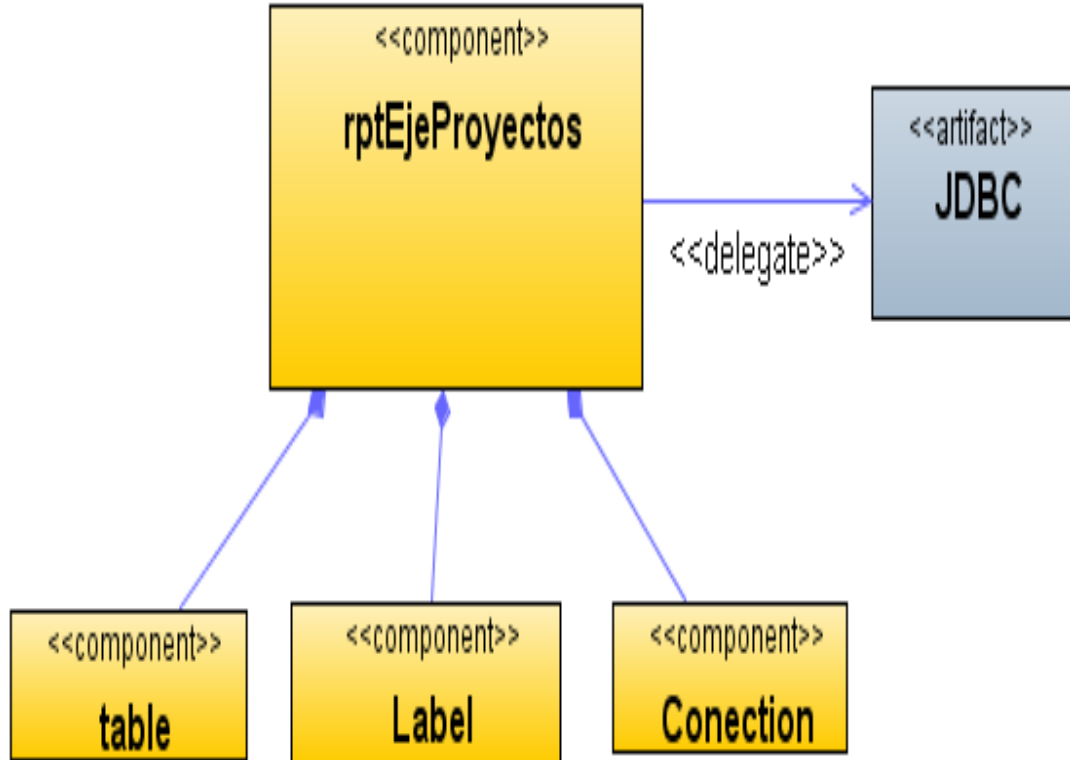 <<component>>
rptEjeProyectos
<<artifact>>
JDBC
<<delegate>>
<<component>>
table
<<component>>
Label
<<component>>
Conection